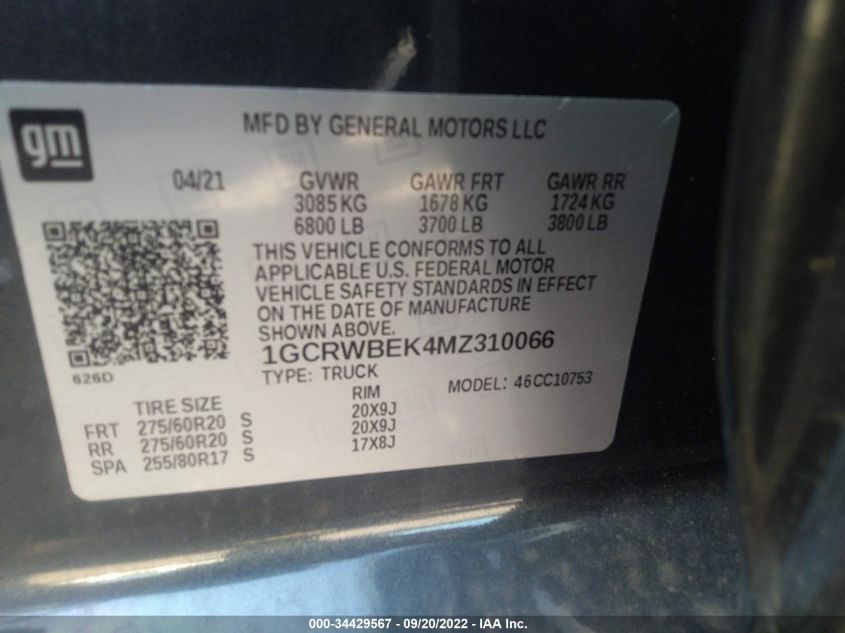 gm
MFD BY GENERAL MOTORS LLC
04/21 GVWR GAWR FRT GAWR RR
3085 KG 1678 KG 1724 KG
6800 LB 3700 LB 3800 LB
THIS VEHICLE CONFORMS TO ALL
APPLICABLE U.S. FEDERAL MOTOR
VEHICLE SAFETY STANDARDS IN EFFECT
ON THE DATE OF MANUFACTURE
SHOWN ABOVE.
1GCRWBEK4MZ310066
626D
TYPE: TRUCK MODEL: 46CC10753
TIRE SIZE RIM
FRT 275/60R20 S 20X9J
RR 275/60R20 S 20X9J
SPA 255/80R17 S 17X8J
000-34429567 - 09/20/2022 - IAA Inc.